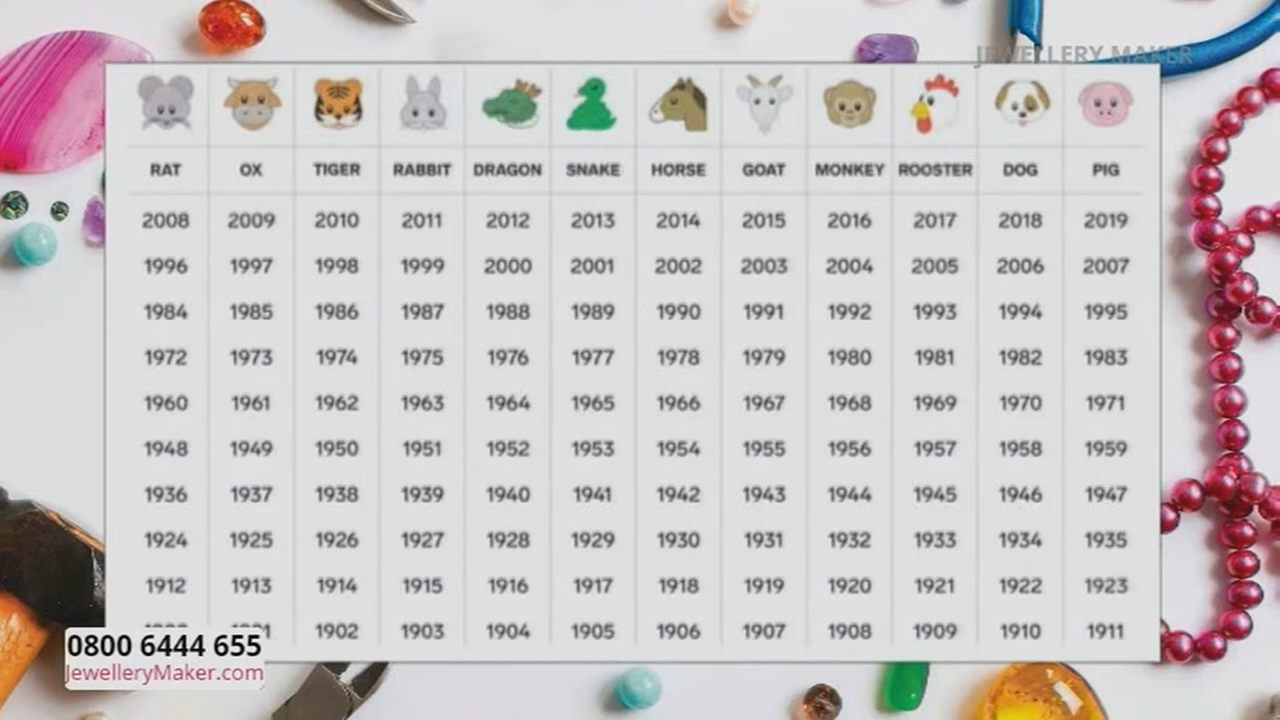 JEWELLERY MAKER
RAT OX TIGER RABBIT DRAGON SNAKE HORSE GOAT MONKEY ROOSTER DOG PIG
2008 2009 2010 2011 2012 2013 2014 2015 2016 2017 2018 2019
1996 1997 1998 1999 2000 2001 2002 2003 2004 2005 2006 2007
1984 1985 1986 1987 1988 1989 1990 1991 1992 1993 1994 1995
1972 1973 1974 1975 1976 1977 1978 1979 1980 1981 1982 1983
1960 1961 1962 1963 1964 1965 1966 1967 1968 1969 1970 1971
1948 1949 1950 1951 1952 1953 1954 1955 1956 1957 1958 1959
1936 1937 1938 1939 1940 1941 1942 1943 1944 1945 1946 1947
1924 1925 1926 1927 1928 1929 1930 1931 1932 1933 1934 1935
1912 1913 1914 1915 1916 1917 1918 1919 1920 1921 1922 1923
1902 1903 1904 1905 1906 1907 1908 1909 1910 1911
0800 6444 655
JewelleryMaker.com